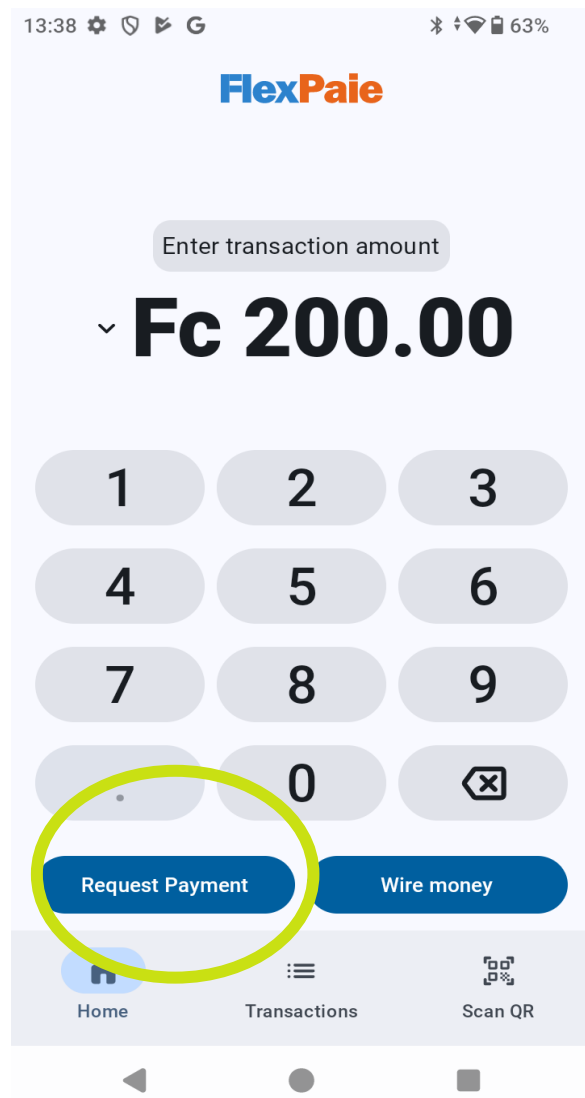 13:38 G 63%
FlexPaie
Enter transaction amount
Fc 200.00
1 2 3
4 5 6
7 8 9
. 0
Request Payment Wire money
Home Transactions Scan QR